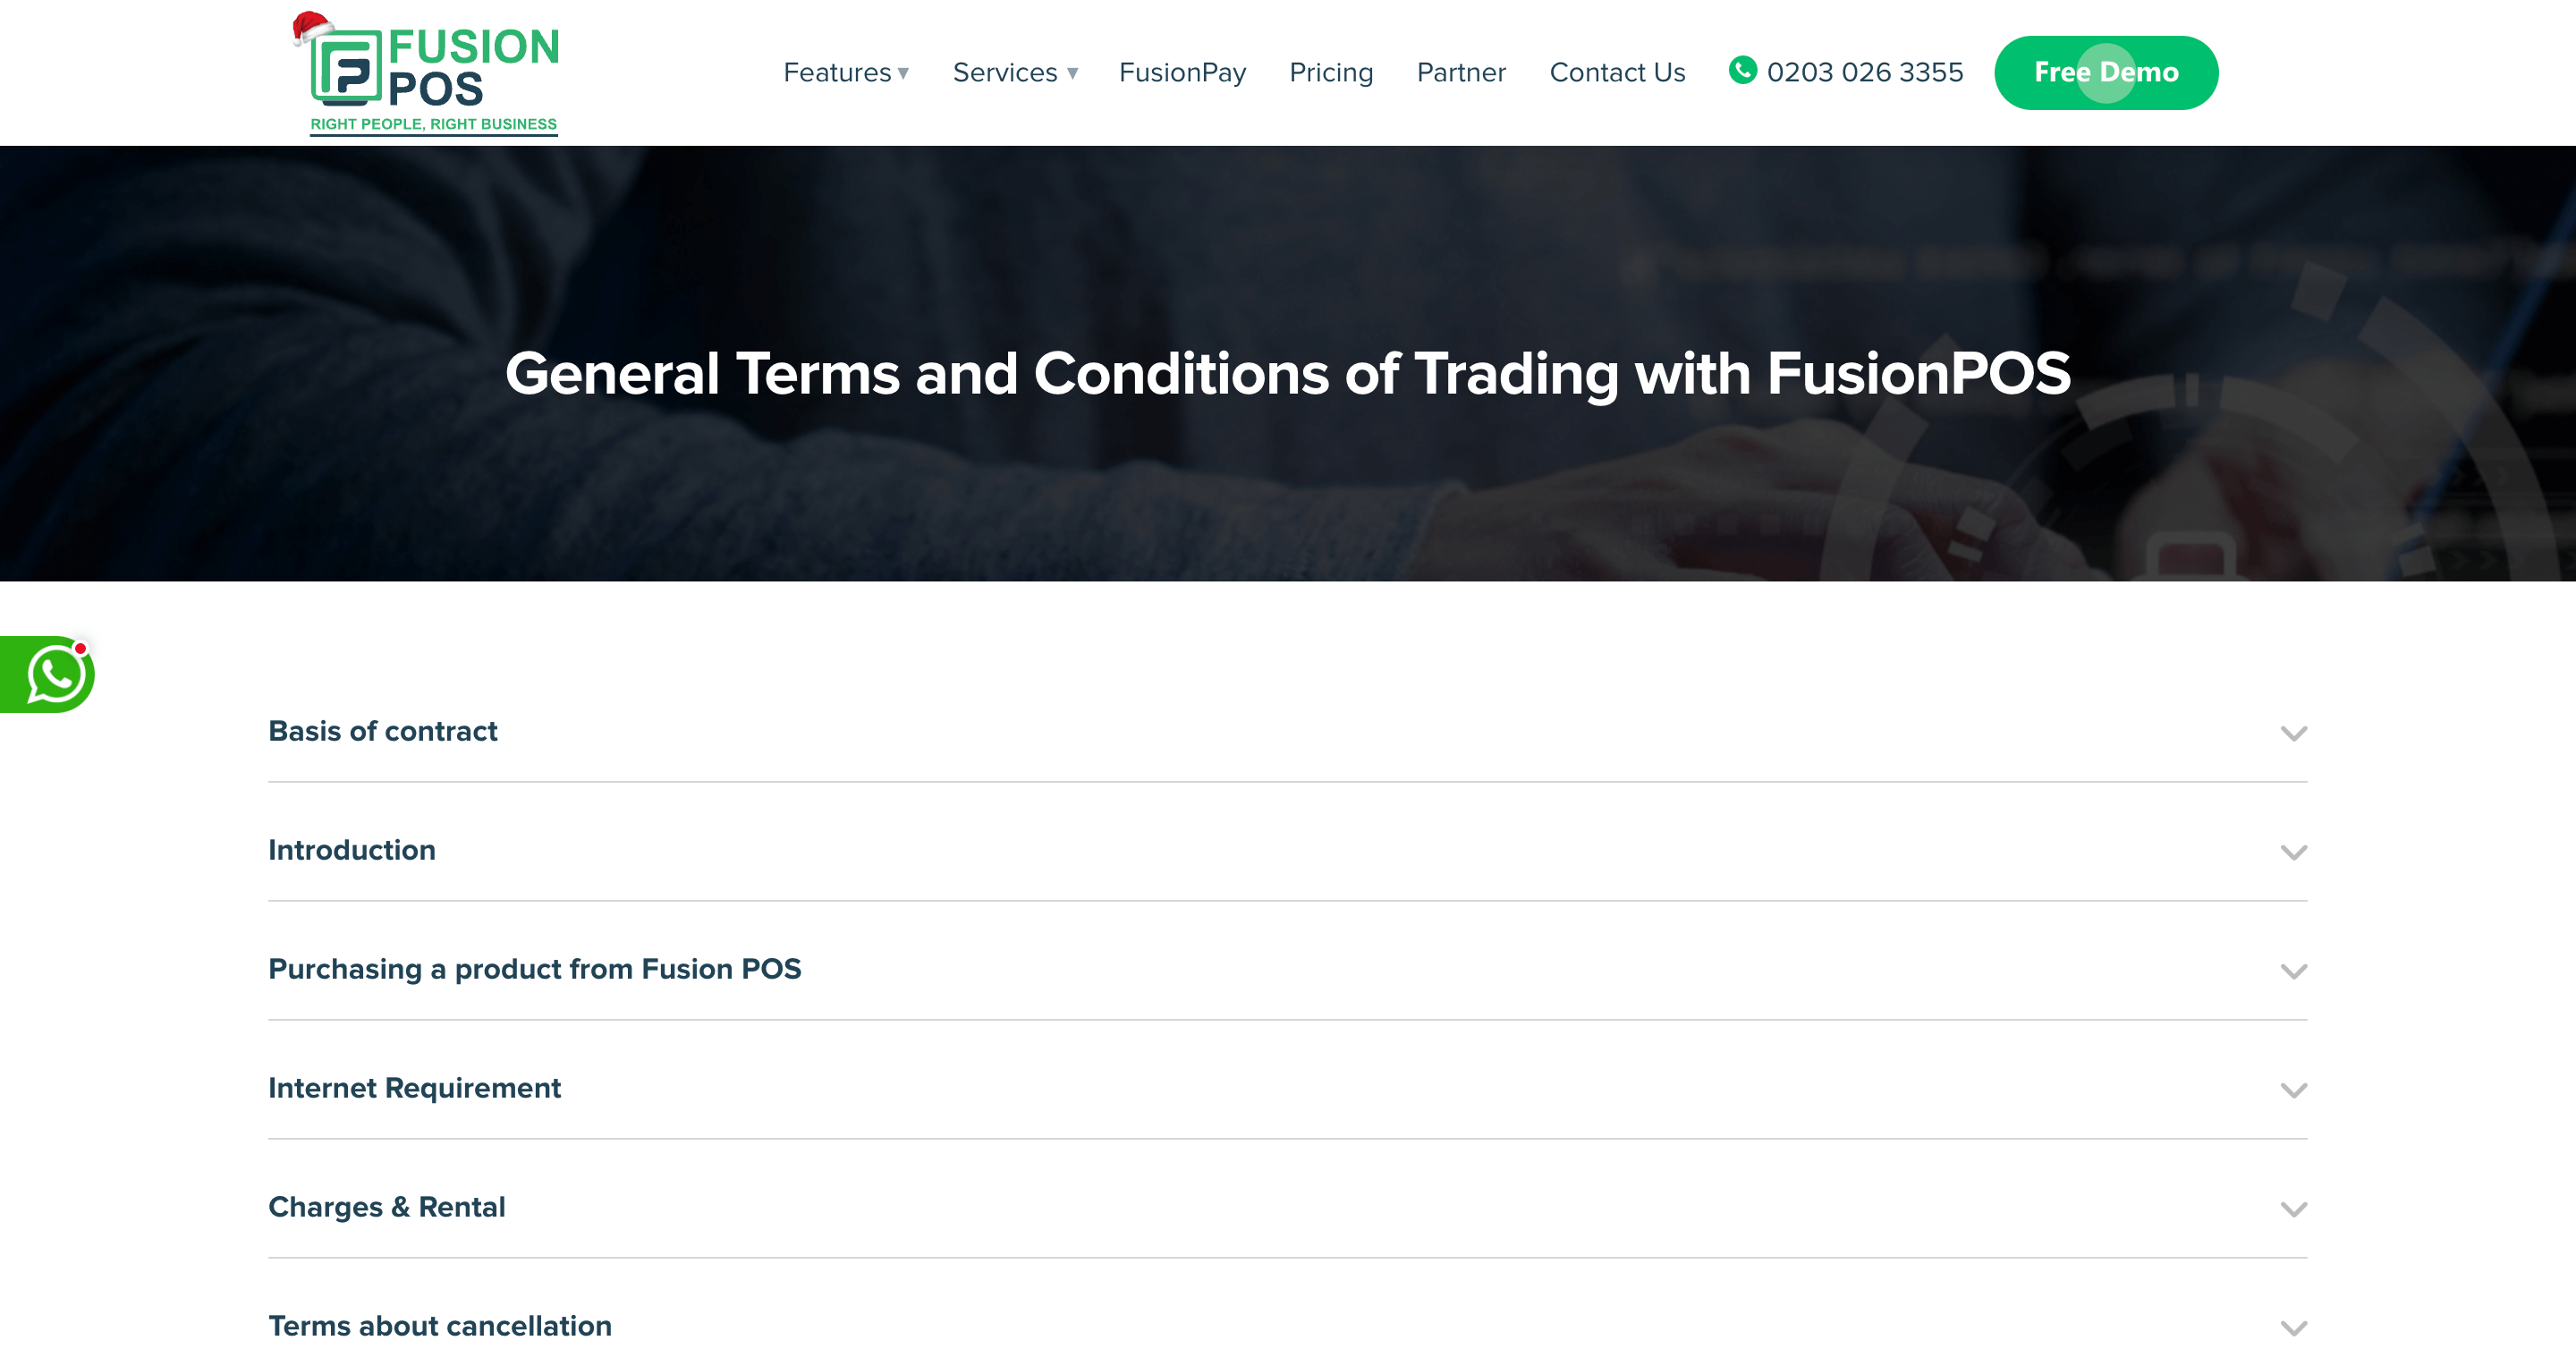 FUSION
POS
RIGHT PEOPLE, RIGHT BUSINESS
Features
Services
FusionPay
Pricing
Partner
Contact Us
0203 026 3355
Free Demo
General Terms and Conditions of Trading with FusionPOS
Basis of contract
Introduction
Purchasing a product from Fusion POS
Internet Requirement
Charges & Rental
Terms about cancellation